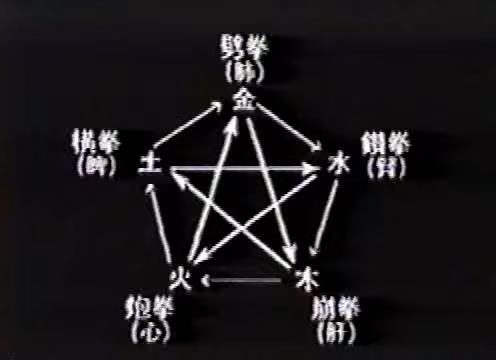 劈拳
(肺)
金
橫拳
(脾)
土
水
鑽拳
(腎)
火
木
炮拳
(心)
崩拳
(肝)